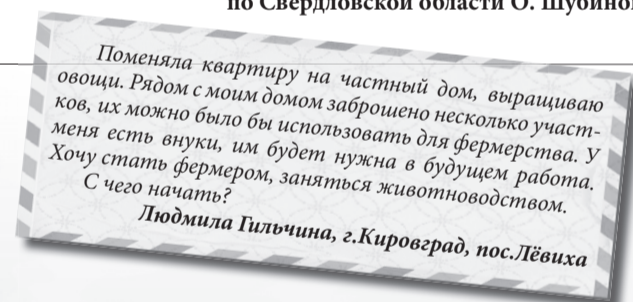 по Свердловской области О. Шубино
Поменяла квартиру на частный дом, выращиваю
овощи. Рядом с моим домом заброшено несколько участ-
ков, их можно было бы использовать для фермерства. У
меня есть внуки, им будет нужна в будущем работа.
Хочу стать фермером, заняться животноводством.
С чего начать?
Людмила Гильчина, г.Кировград, пос.Лёвиха